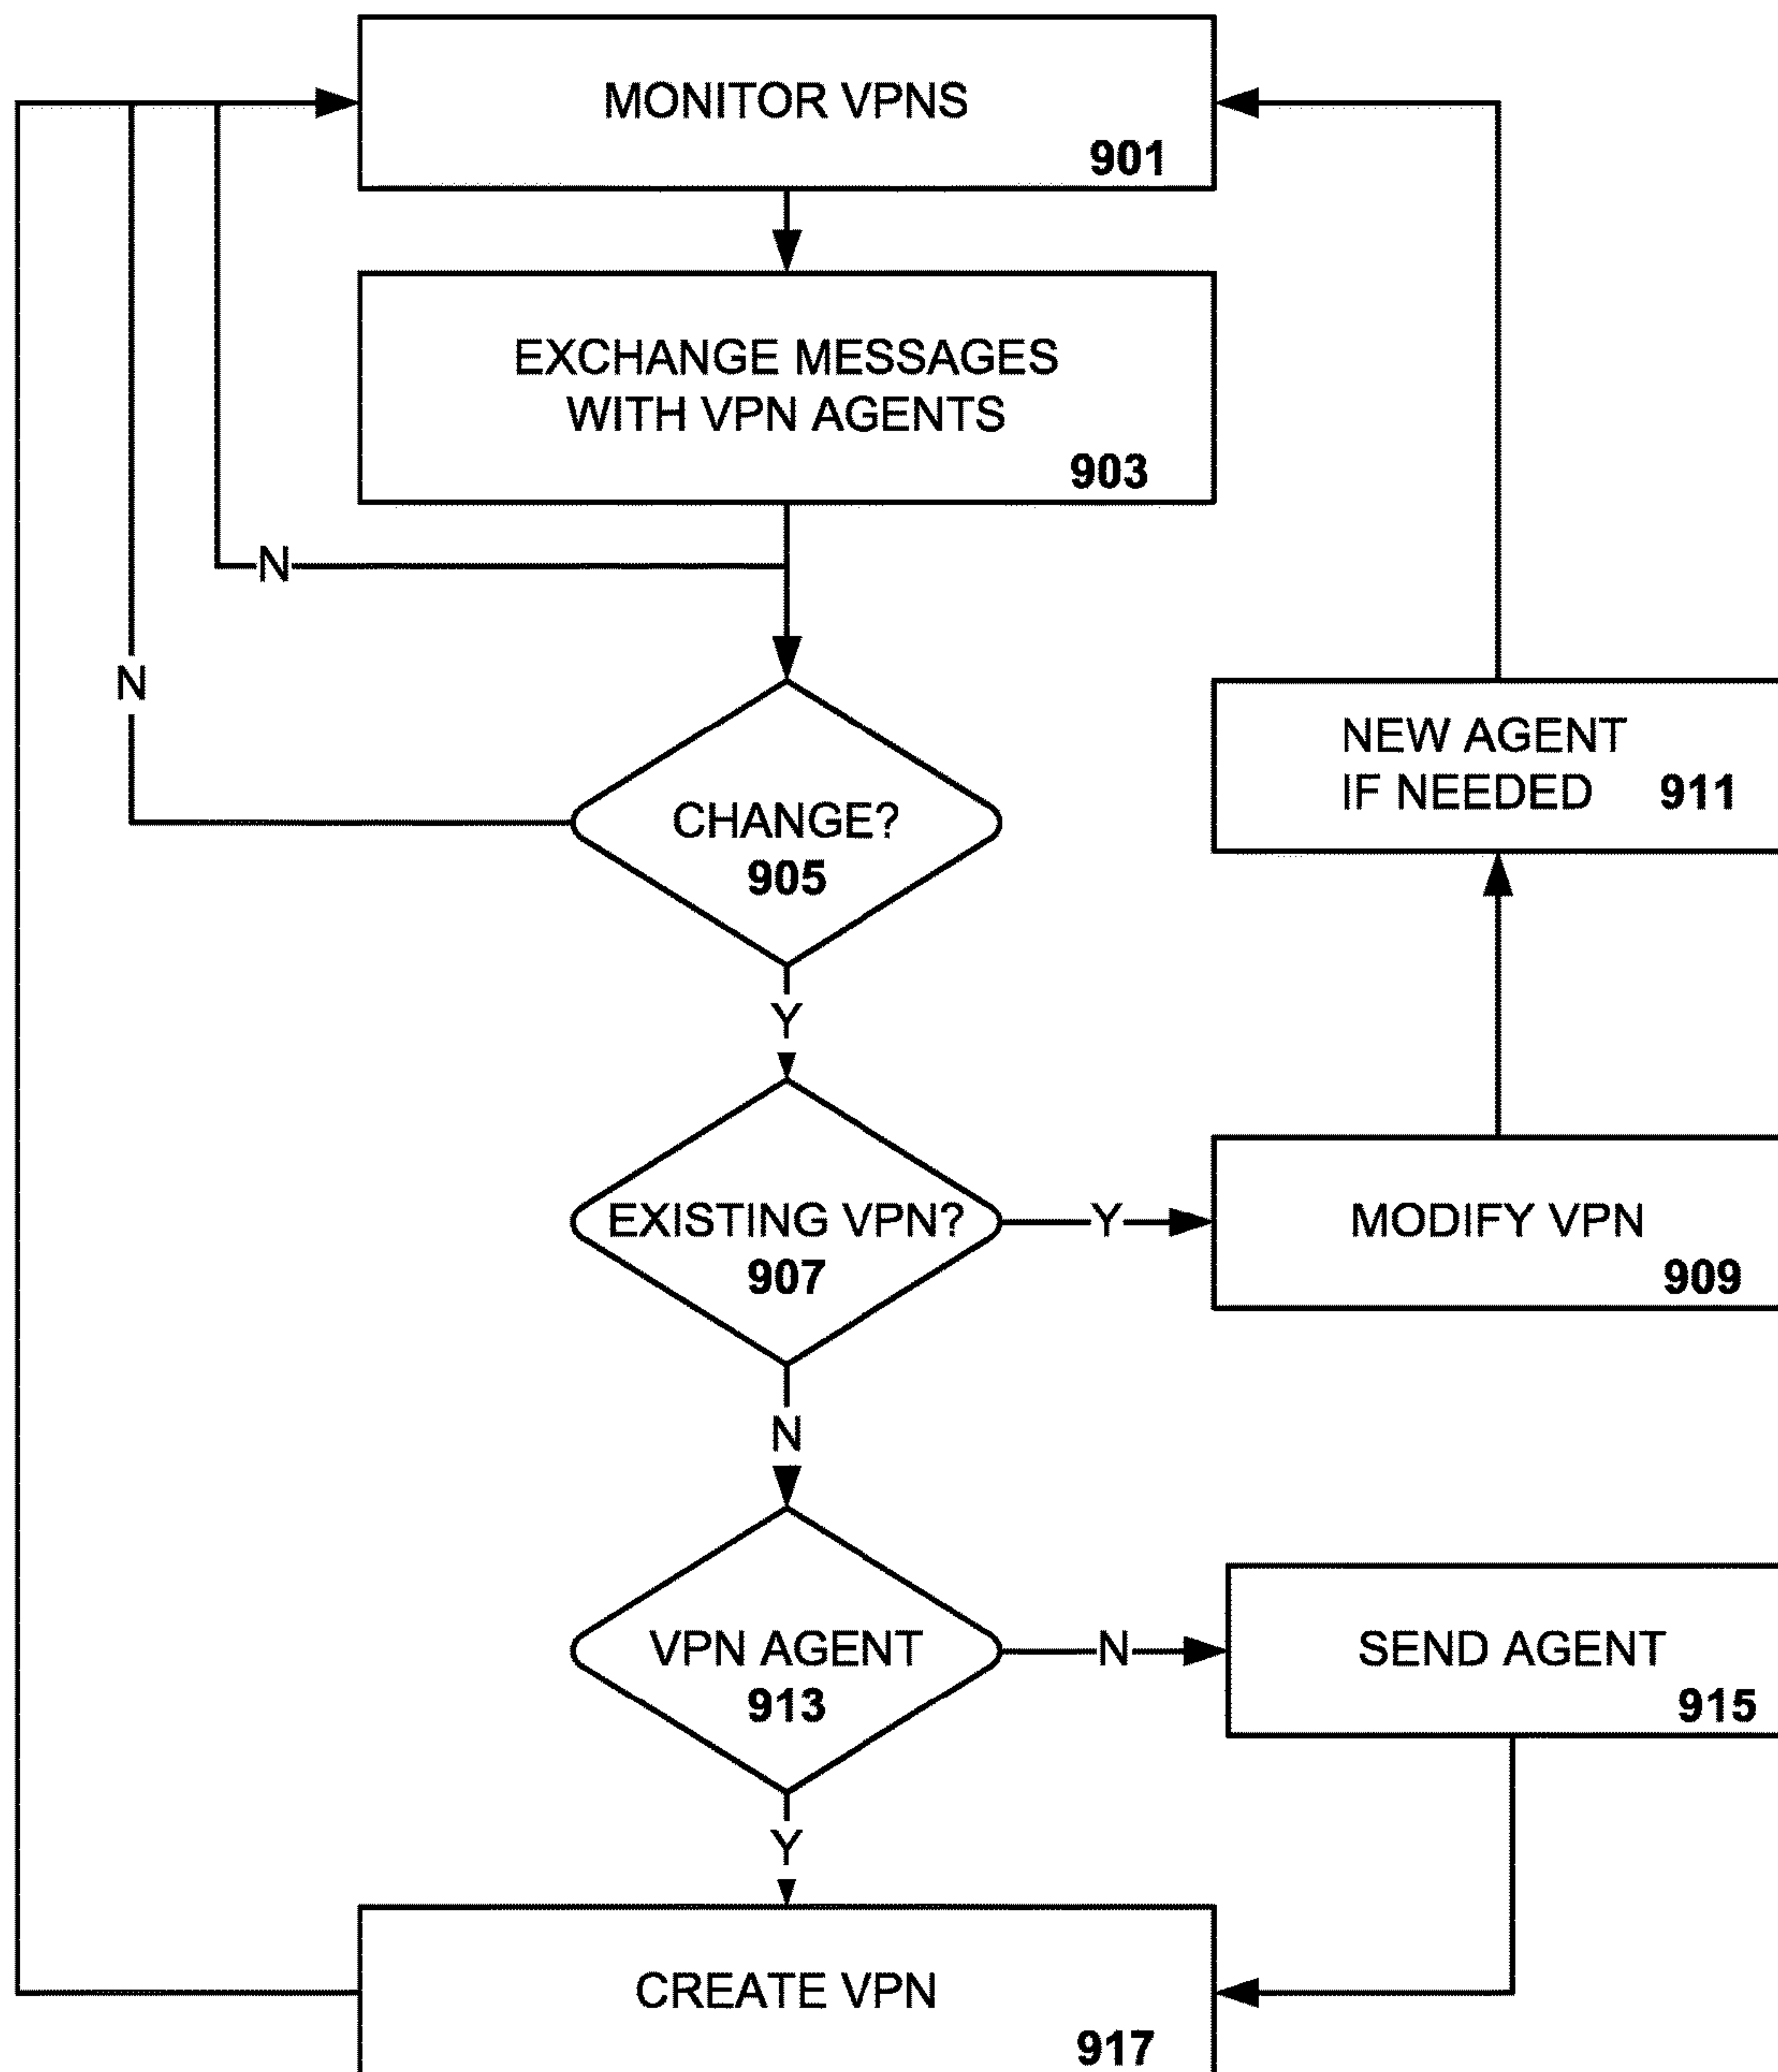 MONITOR VPNS
901
EXCHANGE MESSAGES
WITH VPN AGENTS
903
N
N
CHANGE?
905
NEW AGENT
IF NEEDED 911
Y
EXISTING VPN?
907
Y
MODIFY VPN
909
N
VPN AGENT
913
N
SEND AGENT
915
Y
CREATE VPN
917